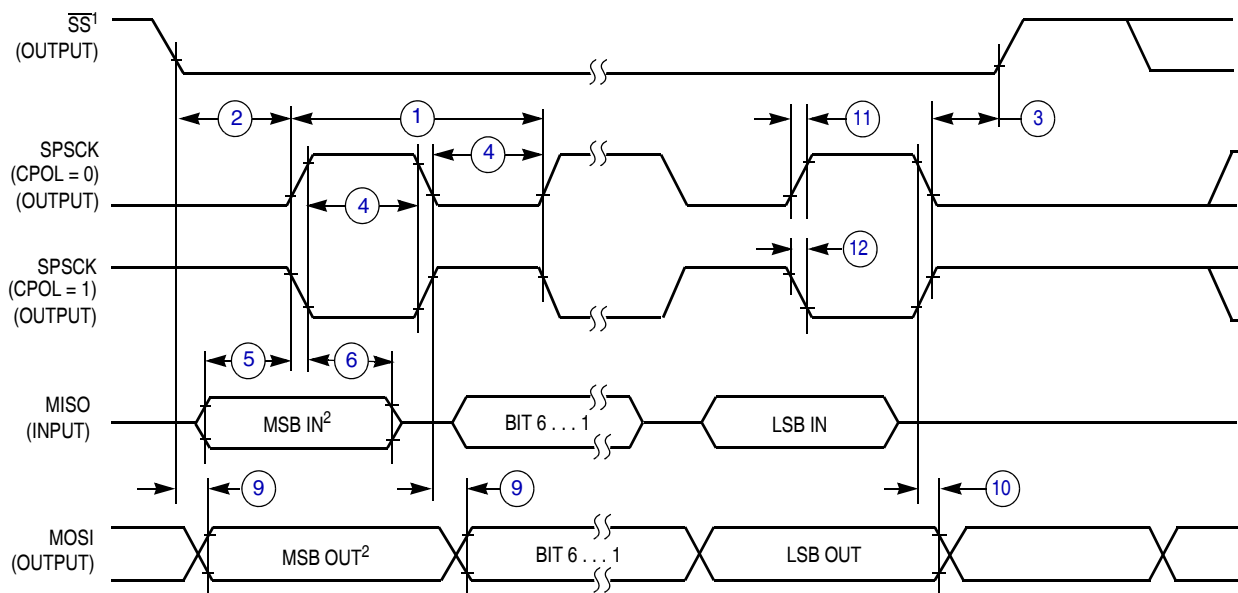 SS¹
(OUTPUT)
2
1
11
3
SPSCK
(CPOL = 0)
(OUTPUT)
4
4
SPSCK
(CPOL = 1)
(OUTPUT)
12
5
6
MISO
(INPUT)
MSB IN²
BIT 6 . . . 1
LSB IN
9
9
10
MOSI
(OUTPUT)
MSB OUT²
BIT 6 . . . 1
LSB OUT